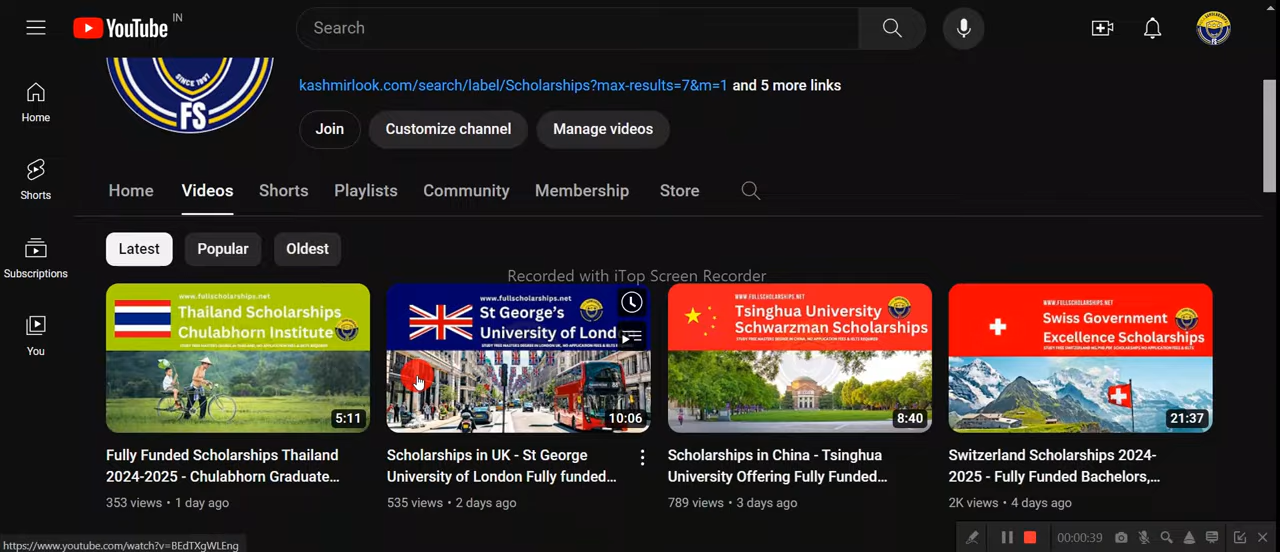 YouTube IN
Search
Home
Shorts
Subscriptions
You
SINCE 1997
FS
kashmirlook.com/search/label/Scholarships?max-results=7&m=1 and 5 more links
Join
Customize channel
Manage videos
Home Videos Shorts Playlists Community Membership Store
Latest Popular Oldest
Recorded with iTop Screen Recorder
www.fullscholarships.net
Thailand Scholarships
Chulabhorn Institute
5:11
Fully Funded Scholarships Thailand
2024-2025 - Chulabhorn Graduate...
353 views • 1 day ago
www.fullscholarships.net
St George's
University of Lond
10:06
Scholarships in UK - St George
University of London Fully funded...
535 views • 2 days ago
WWW.FULLSCHOLARSHIPS.NET
Tsinghua University
Schwarzman Scholarships
8:40
Scholarships in China - Tsinghua
University Offering Fully Funded...
789 views • 3 days ago
WWW.FULLSCHOLARSHIPS.NET
Swiss Government
Excellence Scholarships
21:37
Switzerland Scholarships 2024-
2025 - Fully Funded Bachelors,...
2K views • 4 days ago
https://www.youtube.com/watch?v=BEdTXgWLEng
00:00:39